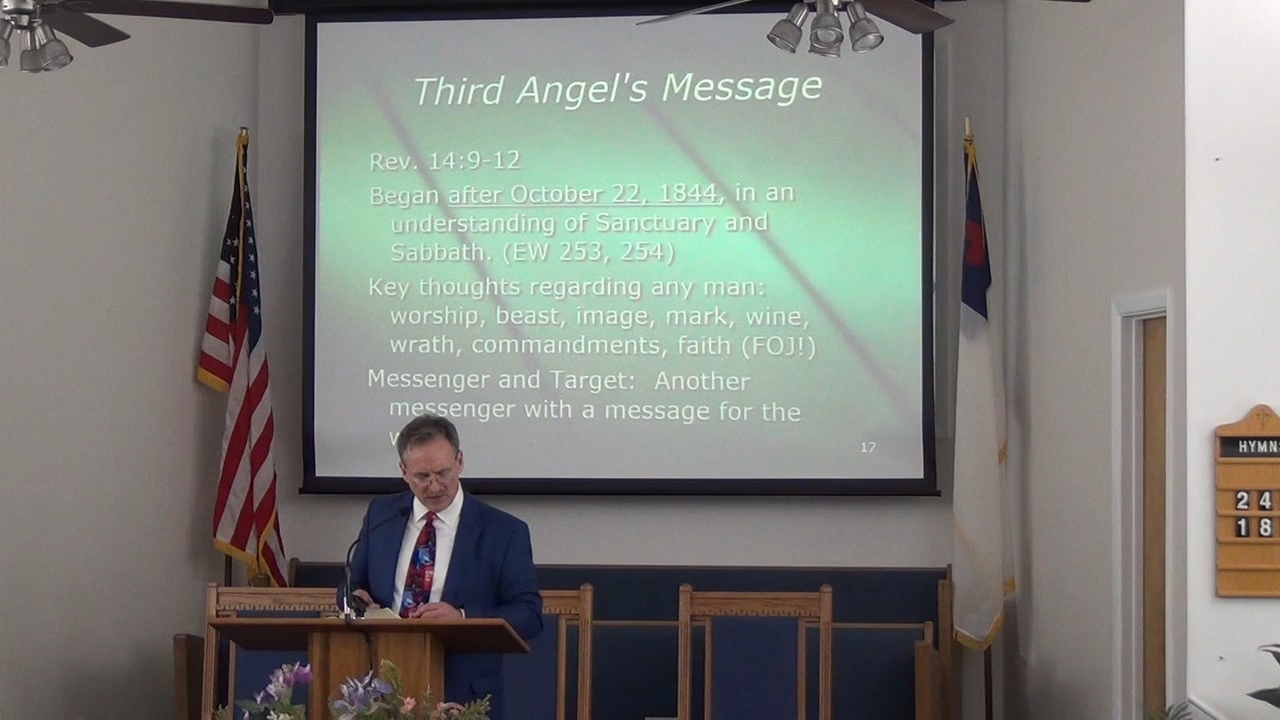 Third Angel's Message
Rev. 14:9-12
Began after October 22, 1844, in an
understanding of Sanctuary and
Sabbath. (EW 253, 254)
Key thoughts regarding any man:
worship, beast, image, mark, wine,
wrath, commandments, faith (FOJ!)
Messenger and Target: Another
messenger with a message for the
17
HYMN
24
18